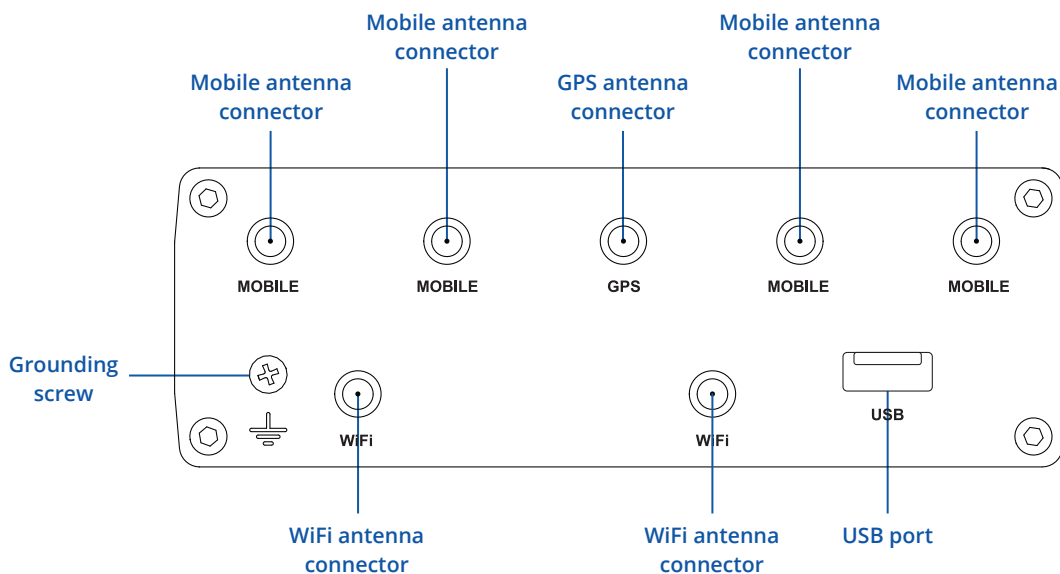 Mobile antenna
connector
Mobile antenna
connector
Mobile antenna
connector
GPS antenna
connector
Mobile antenna
connector
MOBILE
MOBILE
GPS
MOBILE
MOBILE
Grounding
screw
WiFi
WiFi
USB
WiFi antenna
connector
WiFi antenna
connector
USB port